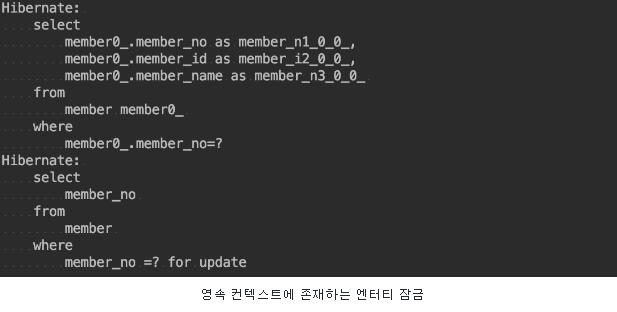 Hibernate:
    select
        member0_.member_no as member_n1_0_0_,
        member0_.member_id as member_i2_0_0_,
        member0_.member_name as member_n3_0_0_
    from
        member member0_
    where
        member0_.member_no=?
Hibernate:
    select
        member_no
    from
        member
    where
        member_no =? for update
영속 컨텍스트에 존재하는 엔터티 잠금